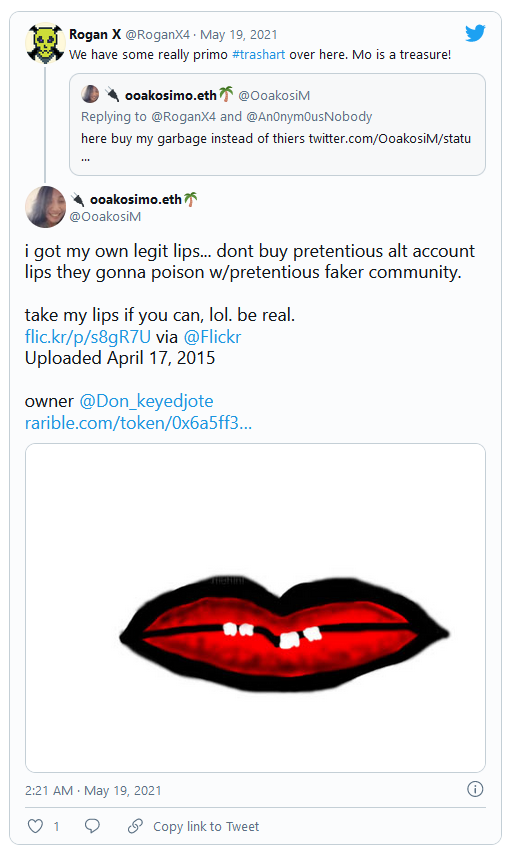 Rogan X @RoganX4 · May 19, 2021
We have some really primo #trashart over here. Mo is a treasure!
ooakosimo.eth🌴 @OoakosiM
Replying to @RoganX4 and @An0nym0usNobody
here buy my garbage instead of thiers twitter.com/OoakosiM/statu
...
ooakosimo.eth🌴
@OoakosiM
i got my own legit lips... dont buy pretentious alt account
lips they gonna poison w/pretentious faker community.
take my lips if you can, lol. be real.
flic.kr/p/s8gR7U via @Flickr
Uploaded April 17, 2015
owner @Don_keyedjote
rarible.com/token/0x6a5ff3...
2:21 AM · May 19, 2021
1
Copy link to Tweet